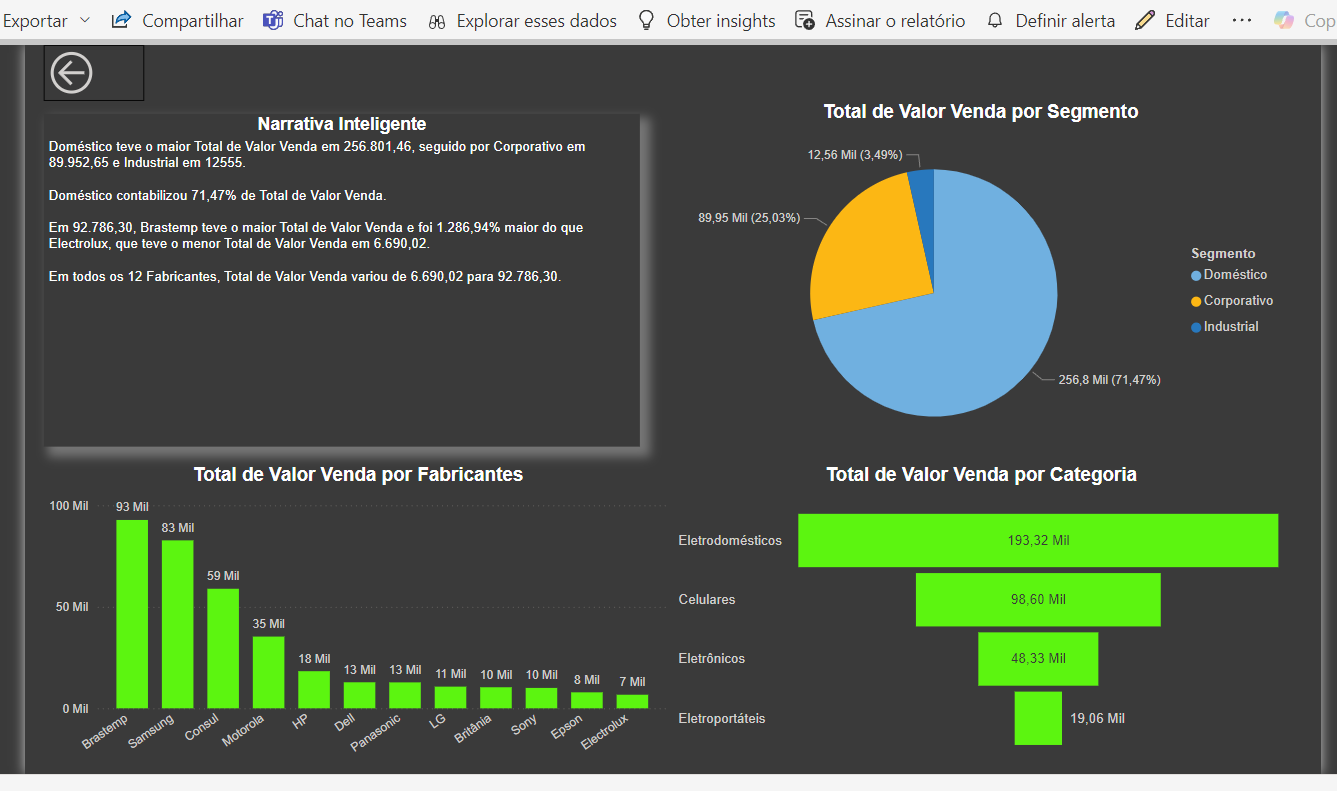 Exportar
Compartilhar
Chat no Teams
Explorar esses dados
Obter insights
Assinar o relatório
Definir alerta
Editar
Cop
Narrativa Inteligente
Doméstico teve o maior Total de Valor Venda em 256.801,46, seguido por Corporativo em
89.952,65 e Industrial em 12555.
Doméstico contabilizou 71,47% de Total de Valor Venda.
Em 92.786,30, Brastemp teve o maior Total de Valor Venda e foi 1.286,94% maior do que
Electrolux, que teve o menor Total de Valor Venda em 6.690,02.
Em todos os 12 Fabricantes, Total de Valor Venda variou de 6.690,02 para 92.786,30.
Total de Valor Venda por Segmento
12,56 Mil (3,49%)
89,95 Mil (25,03%)
256,8 Mil (71,47%)
Segmento
Doméstico
Corporativo
Industrial
Total de Valor Venda por Fabricantes
100 Mil
50 Mil
0 Mil
93 Mil
83 Mil
59 Mil
35 Mil
18 Mil
13 Mil
13 Mil
11 Mil
10 Mil
10 Mil
8 Mil
7 Mil
Brastemp
Samsung
Consul
Motorola
HP
Dell
Panasonic
LG
Britânia
Sony
Epson
Electrolux
Total de Valor Venda por Categoria
Eletrodomésticos
193,32 Mil
Celulares
98,60 Mil
Eletrônicos
48,33 Mil
Eletroportáteis
19,06 Mil